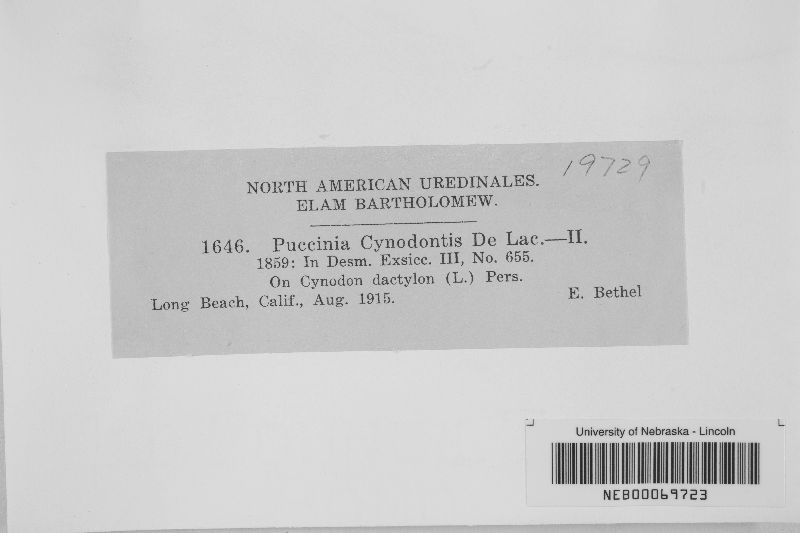 19729
NORTH AMERICAN UREDINALES.
ELAM BARTHOLOMEW.
1646. Puccinia Cynodontis De Lac.—II.
1859: In Desm. Exsicc. III, No. 655.
On Cynodon dactylon (L.) Pers.
Long Beach, Calif., Aug. 1915. E. Bethel
University of Nebraska - Lincoln
NEB00069723